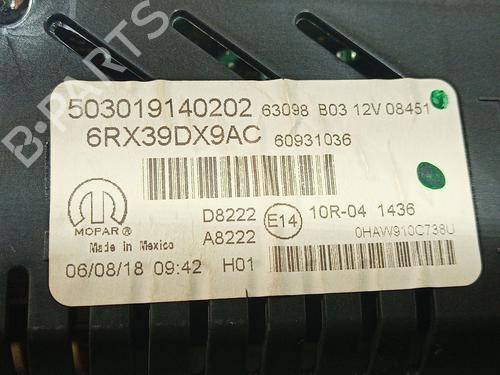 503019140202 63098 B03 12V 08451
6RX39DX9AC 60931036
MOPAR®
Made in Mexico
D8222 E14 10R-04 1436
A8222 0HAW910C738U
06/08/18 09:42 H01
B-PARTS